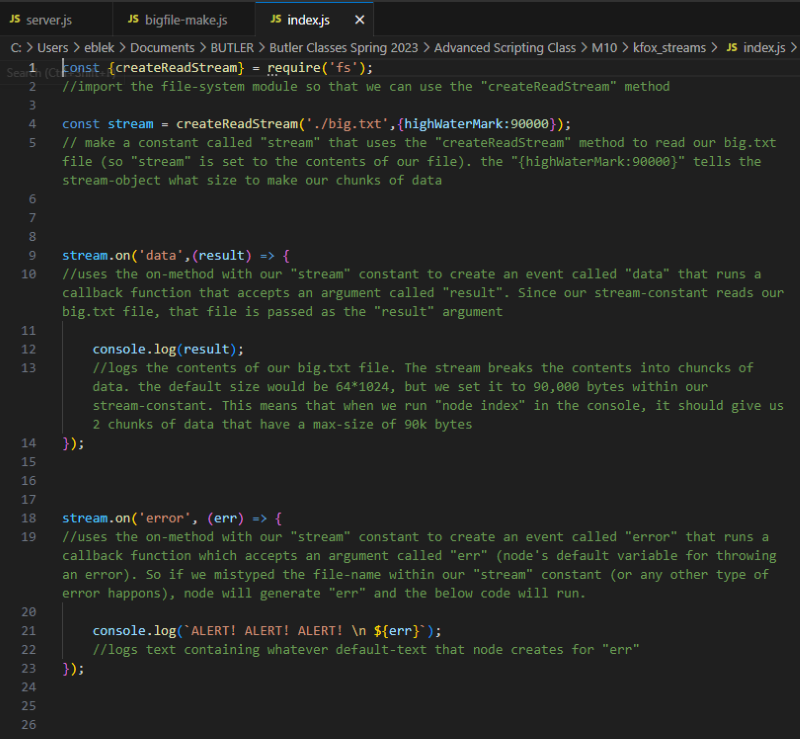 JS server.js JS bigfile-make.js JS index.js ×
C: > Users > eblek > Documents > BUTLER > Butler Classes Spring 2023 > Advanced Scripting Class > M10 > kfox_streams > JS index.js >
1 const {createReadStream} = require('fs');
2 //import the file-system module so that we can use the "createReadStream" method
3
4 const stream = createReadStream('./big.txt',{highWaterMark:90000});
5 // make a constant called "stream" that uses the "createReadStream" method to read our big.txt
file (so "stream" is set to the contents of our file). the "{highWaterMark:90000}" tells the
stream-object what size to make our chunks of data
6
7
8
9 stream.on('data',(result) => {
10 //uses the on-method with our "stream" constant to create an event called "data" that runs a
callback function that accepts an argument called "result". Since our stream-constant reads our
big.txt file, that file is passed as the "result" argument
11
12 console.log(result);
13 //logs the contents of our big.txt file. The stream breaks the contents into chuncks of
data. the default size would be 64*1024, but we set it to 90,000 bytes within our
stream-constant. This means that when we run "node index" in the console, it should give us
2 chunks of data that have a max-size of 90k bytes
14 });
15
16
17
18 stream.on('error', (err) => {
19 //uses the on-method with our "stream" constant to create an event called "error" that runs a
callback function which accepts an argument called "err" (node's default variable for throwing
an error). So if we mistyped the file-name within our "stream" constant (or any other type of
error happons), node will generate "err" and the below code will run.
20
21 console.log(`ALERT! ALERT! ALERT! \n ${err}`);
22 //logs text containing whatever default-text that node creates for "err"
23 });
24
25
26